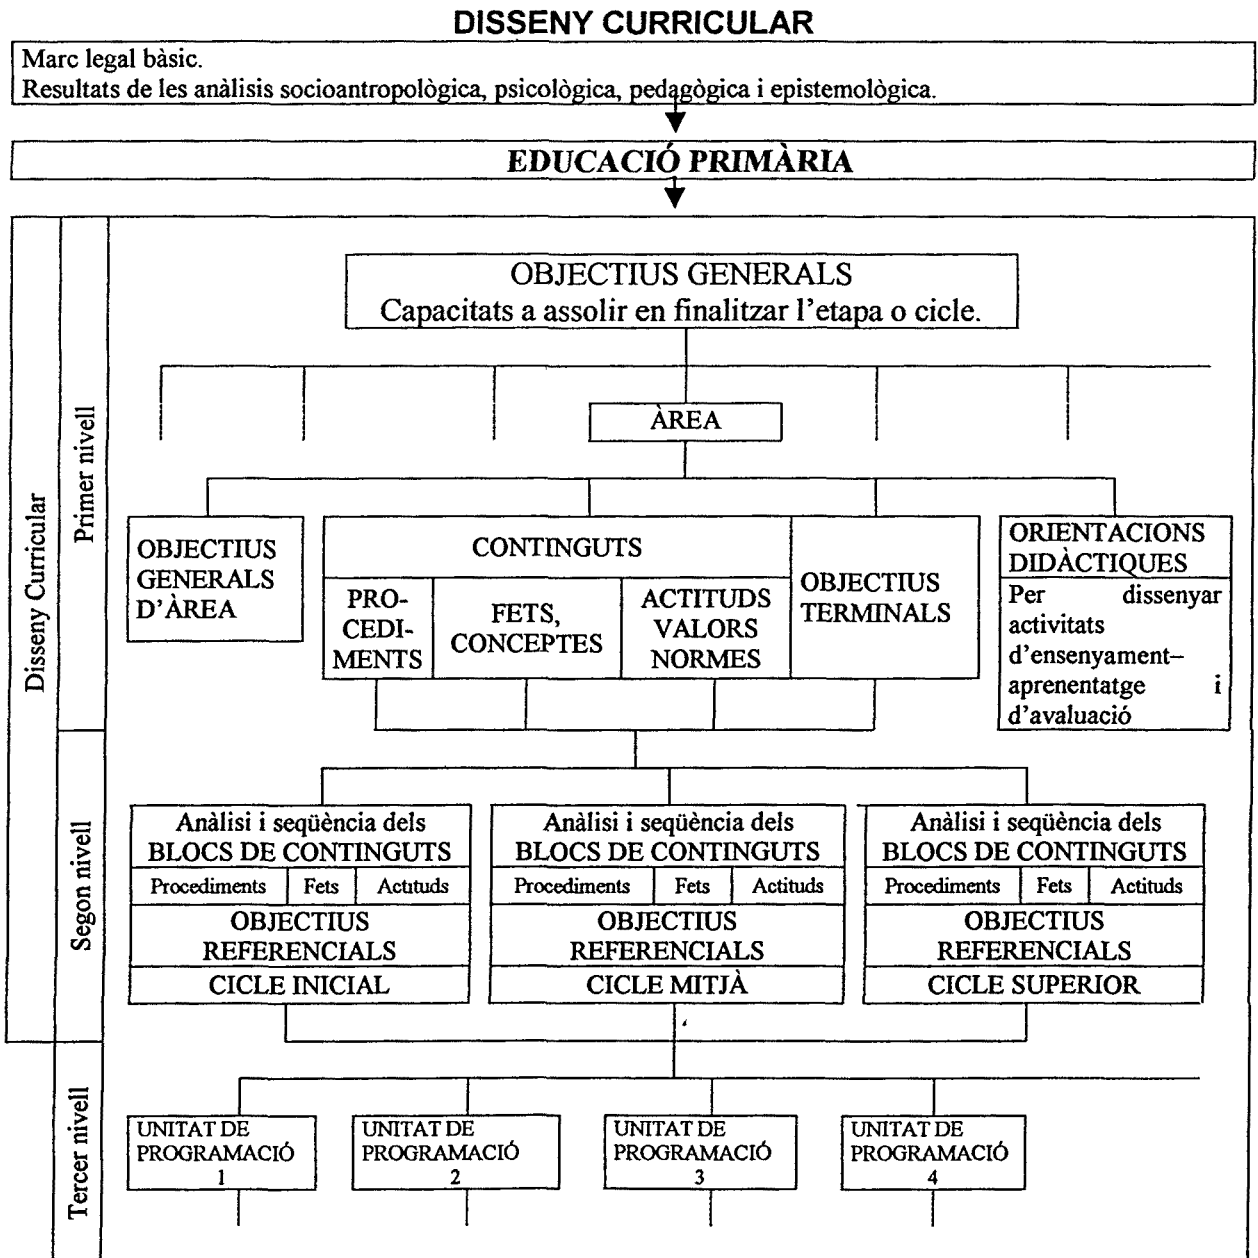 DISSENY CURRICULAR
Marc legal bàsic.
Resultats de les anàlisis socioantropològica, psicològica, pedagògica i epistemològica.
EDUCACIÓ PRIMÀRIA
Disseny Curricular
Primer nivell
OBJECTIUS GENERALS
Capacitats a assolir en finalitzar l'etapa o cicle.
ÀREA
OBJECTIUS
GENERALS
D'ÀREA
CONTINGUTS
PRO-
CEDI-
MENTS
FETS,
CONCEPTES
ACTITUDS
VALORS
NORMES
OBJECTIUS
TERMINALS
ORIENTACIONS
DIDÀCTIQUES
Per dissenyar
activitats
d'ensenyament–
aprenentatge i
d'avaluació
Segon nivell
Anàlisi i seqüència dels
BLOCS DE CONTINGUTS
Procediments Fets Actituds
OBJECTIUS
REFERENCIALS
CICLE INICIAL
Anàlisi i seqüència dels
BLOCS DE CONTINGUTS
Procediments Fets Actituds
OBJECTIUS
REFERENCIALS
CICLE MITJÀ
Anàlisi i seqüència dels
BLOCS DE CONTINGUTS
Procediments Fets Actituds
OBJECTIUS
REFERENCIALS
CICLE SUPERIOR
Tercer nivell
UNITAT DE
PROGRAMACIÓ
1
UNITAT DE
PROGRAMACIÓ
2
UNITAT DE
PROGRAMACIÓ
3
UNITAT DE
PROGRAMACIÓ
4